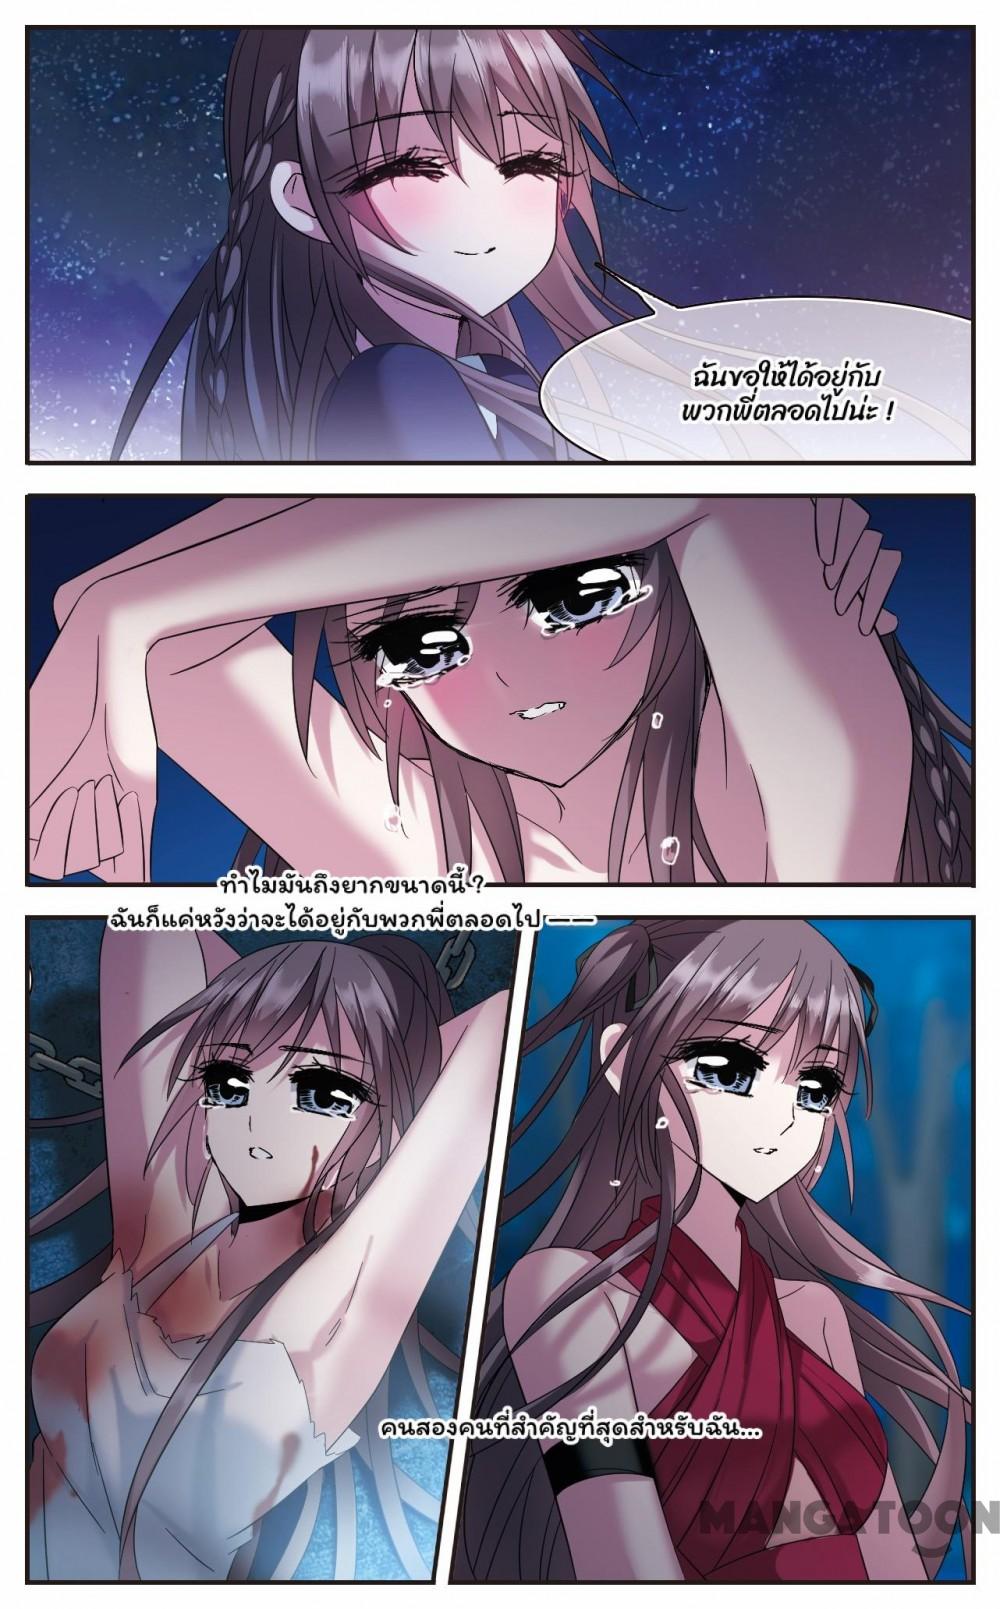 ฉันขอให้ได้อยู่กับ
พวกพี่ตลอดไปน่ะ !
ทำไมมันถึงยากขนาดนี้ ?
ฉันก็แค่หวังว่าจะได้อยู่กับพวกพี่ตลอดไป ——
คนสองคนที่สำคัญที่สุดสำหรับฉัน...
MANGATOON